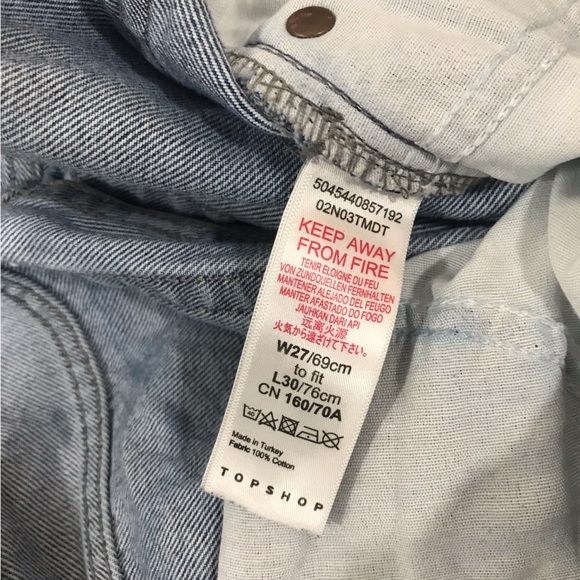 5045440857192
02N03TMDT
KEEP AWAY
FROM FIRE
TENIR ELOIGNE DU FEU
VON ZUNDQUELLEN FERNHALTEN
MANTENER ALEJADO DEL FEUGO
MANTER AFASTADO DO FOGO
JAUHKAN DARI API
远离火源
火気から遠ざけて下さい。
W27/69cm
to fit
L30/76cm
CN 160/70A
40
Made in Turkey
Fabric 100% Cotton
TOPSHOP